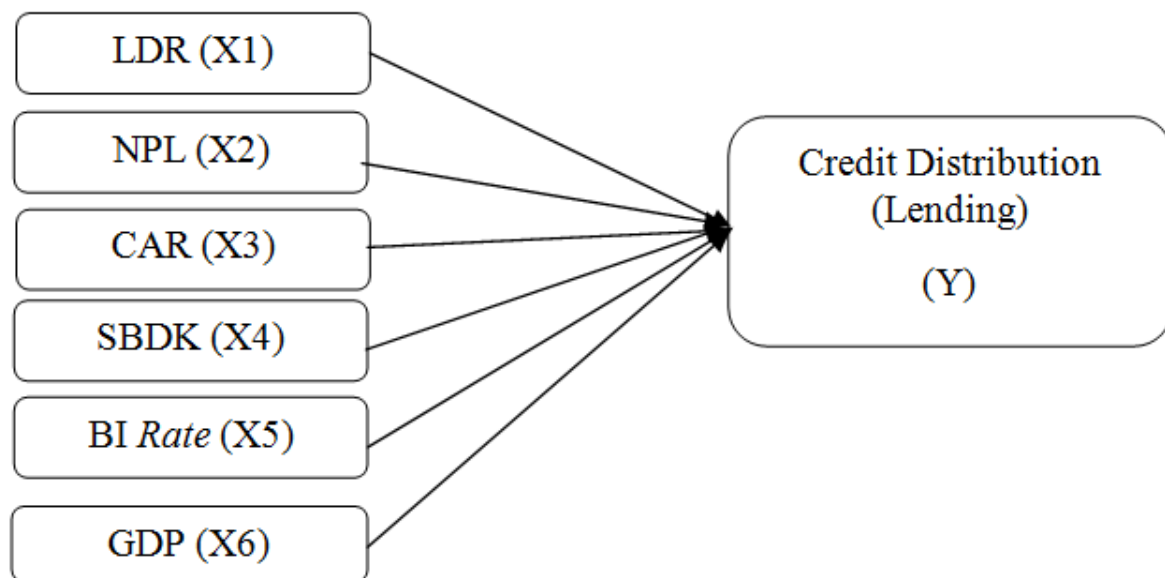 LDR (X1)
NPL (X2)
CAR (X3)
SBDK (X4)
BI Rate (X5)
GDP (X6)
Credit Distribution
(Lending)
(Y)